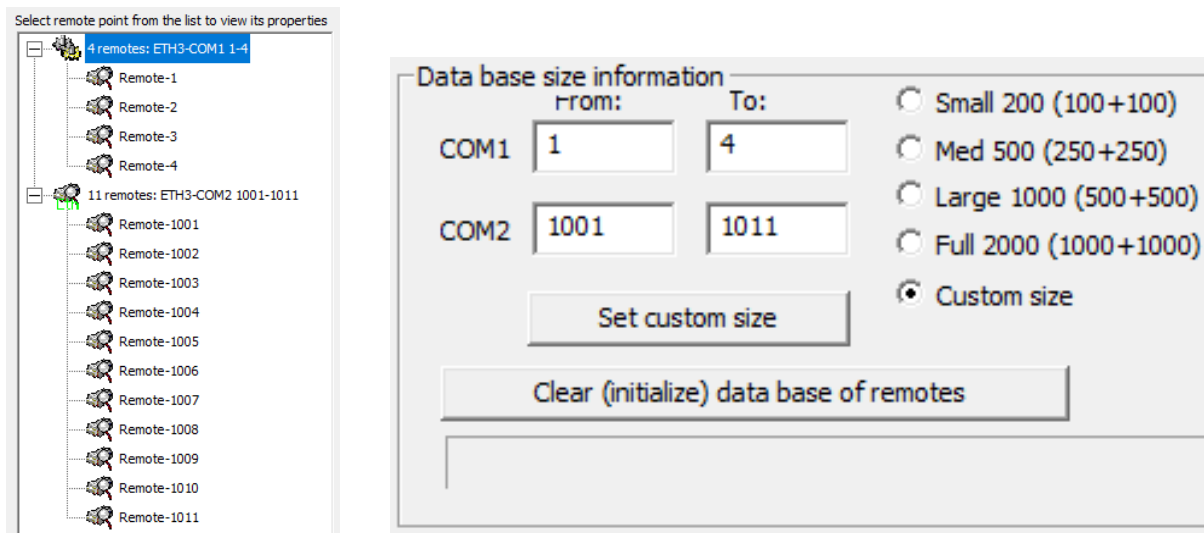 Select remote point from the list to view its properties
4 remotes: ETH3-COM1 1-4
Remote-1
Remote-2
Remote-3
Remote-4
11 remotes: ETH3-COM2 1001-1011
Eth
Remote-1001
Remote-1002
Remote-1003
Remote-1004
Remote-1005
Remote-1006
Remote-1007
Remote-1008
Remote-1009
Remote-1010
Remote-1011
Data base size information
From: To:
COM1 1 4
COM2 1001 1011
Set custom size
Clear (initialize) data base of remotes
Small 200 (100+100)
Med 500 (250+250)
Large 1000 (500+500)
Full 2000 (1000+1000)
Custom size